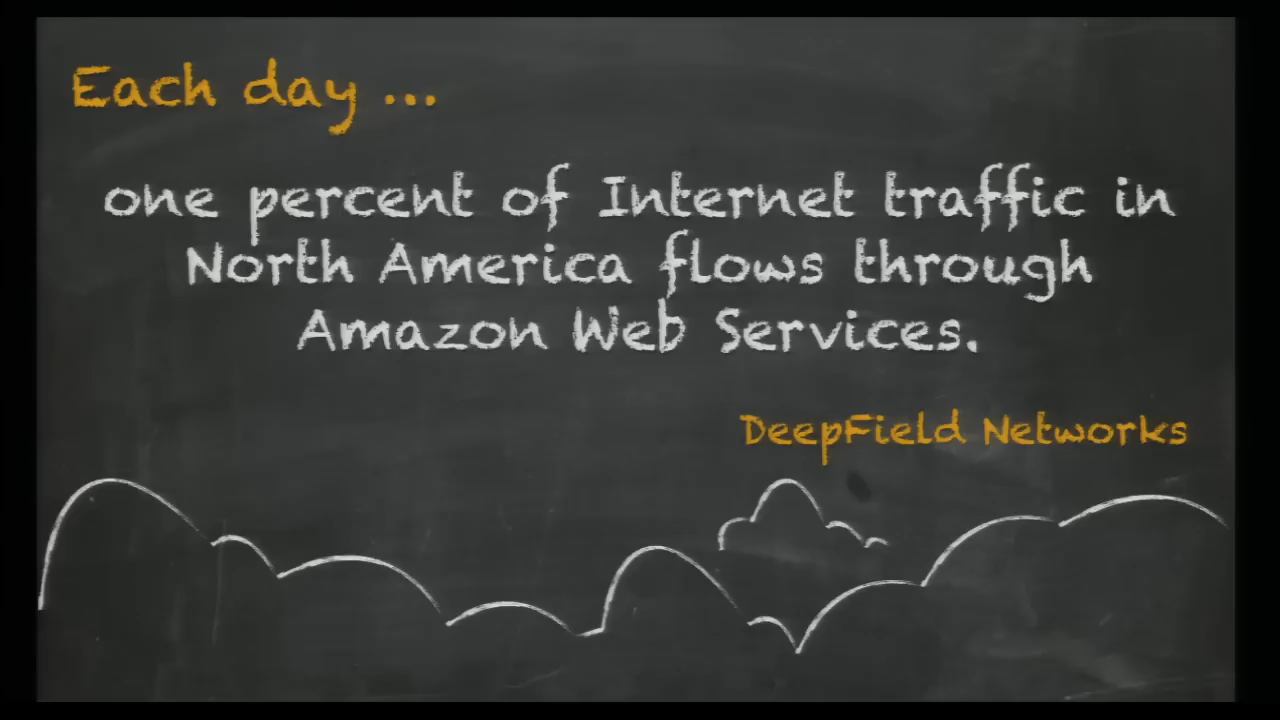 Each day ...
one percent of Internet traffic in
North America flows through
Amazon Web Services.
DeepField Networks